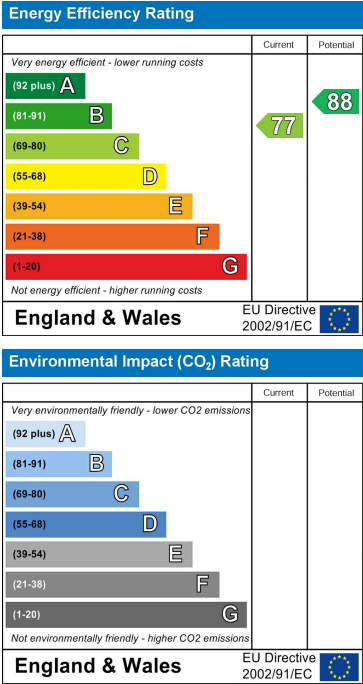 Energy Efficiency Rating
Current Potential
Very energy efficient - lower running costs
(92 plus) A
(81-91) B
(69-80) C
(55-68) D
(39-54) E
(21-38) F
(1-20) G
77
88
Not energy efficient - higher running costs
England & Wales
EU Directive
2002/91/EC
Environmental Impact (CO₂) Rating
Current Potential
Very environmentally friendly - lower CO2 emissions
(92 plus) A
(81-91) B
(69-80) C
(55-68) D
(39-54) E
(21-38) F
(1-20) G
Not environmentally friendly - higher CO2 emissions
England & Wales
EU Directive
2002/91/EC